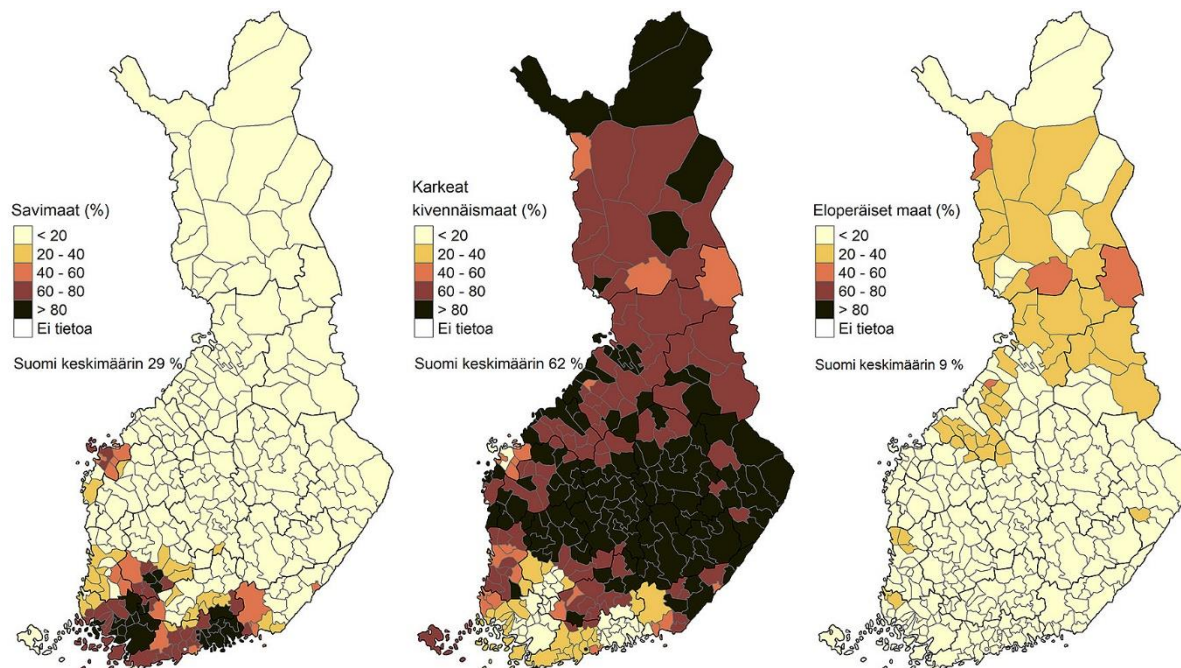 Savimaat (%)
< 20
20 - 40
40 - 60
60 - 80
> 80
Ei tietoa
Suomi keskimäärin 29 %
Karkeat
kivennäismaat (%)
< 20
20 - 40
40 - 60
60 - 80
> 80
Ei tietoa
Suomi keskimäärin 62 %
Eloperäiset maat (%)
< 20
20 - 40
40 - 60
60 - 80
> 80
Ei tietoa
Suomi keskimäärin 9 %